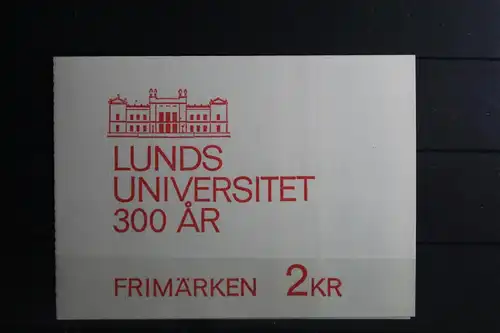 LUNDS
UNIVERSITET
300 ÅR
FRIMÄRKEN 2KR